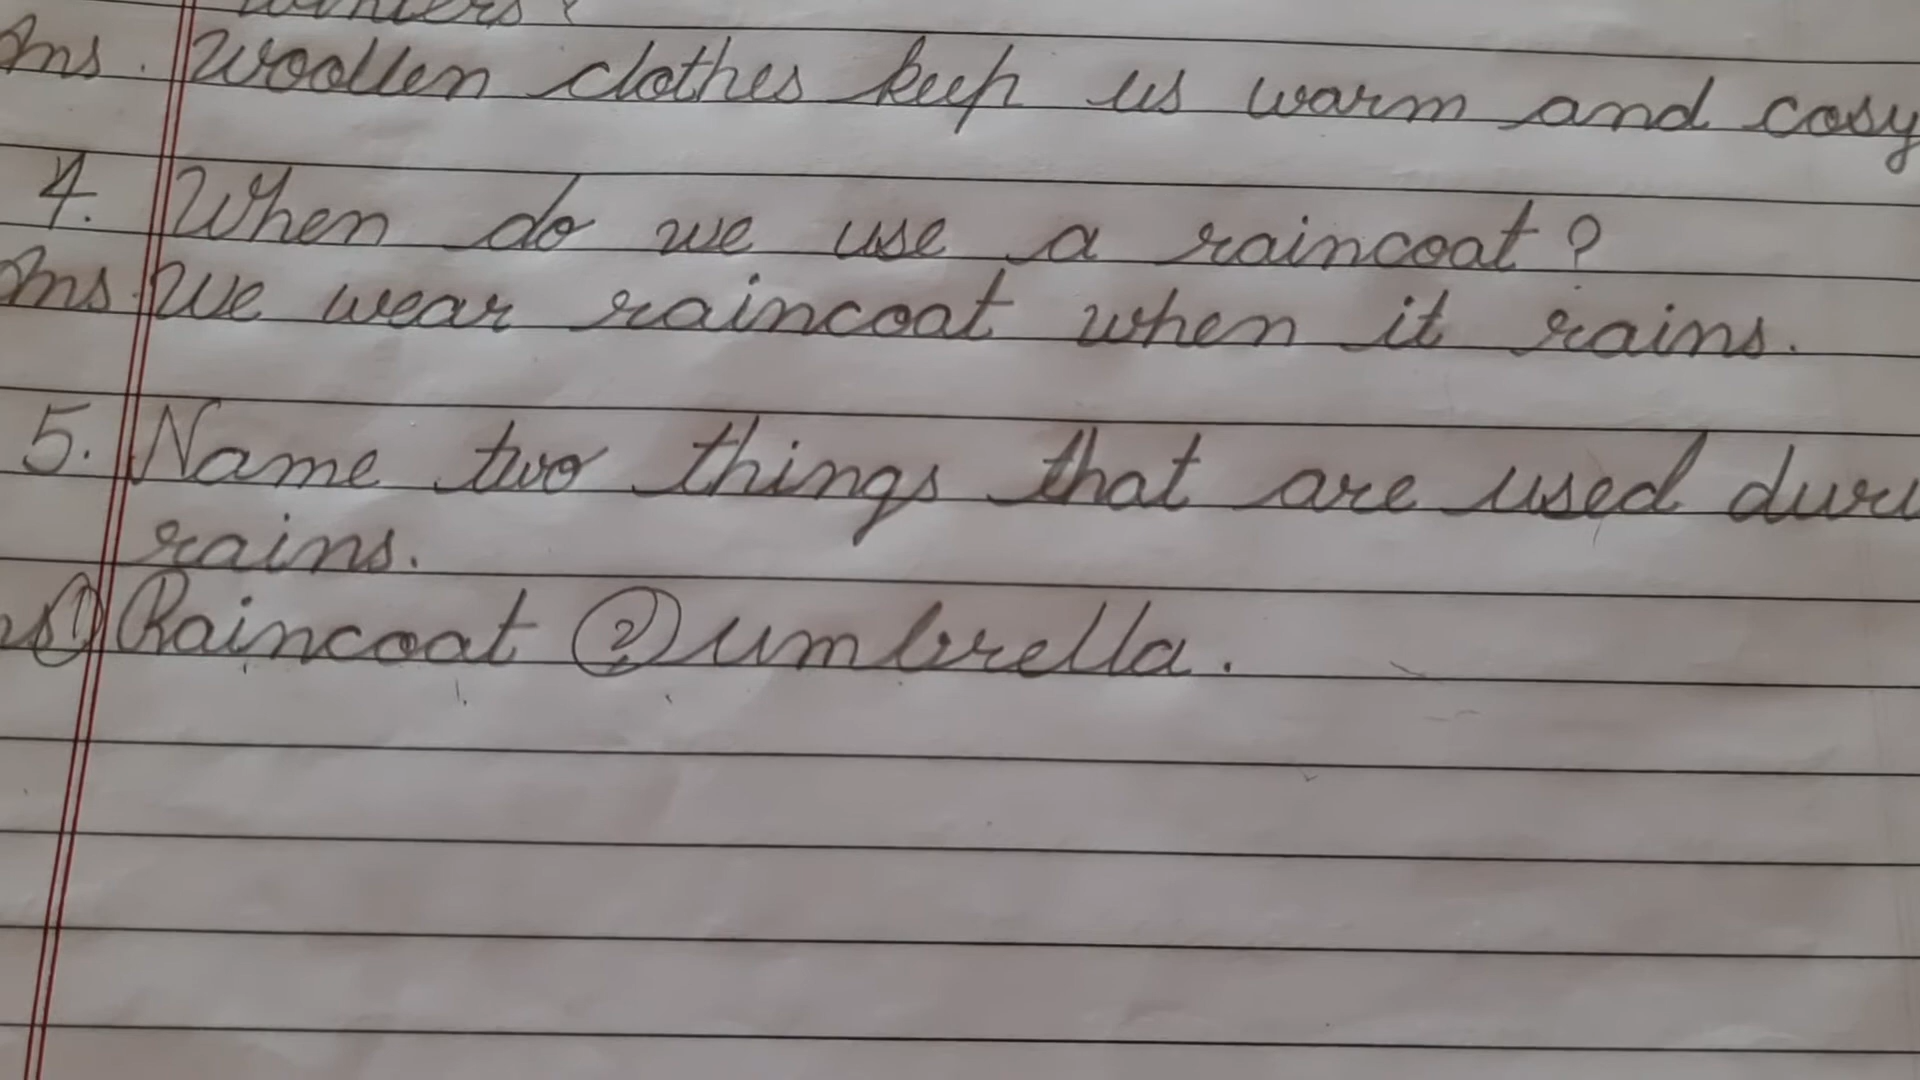 winters?
Ans. Woollen clothes keep us warm and cosy
4. When do we use a raincoat?
Ans. We wear raincoat when it rains.
5. Name two things that are used
rains.
① Raincoat ② umbrella.